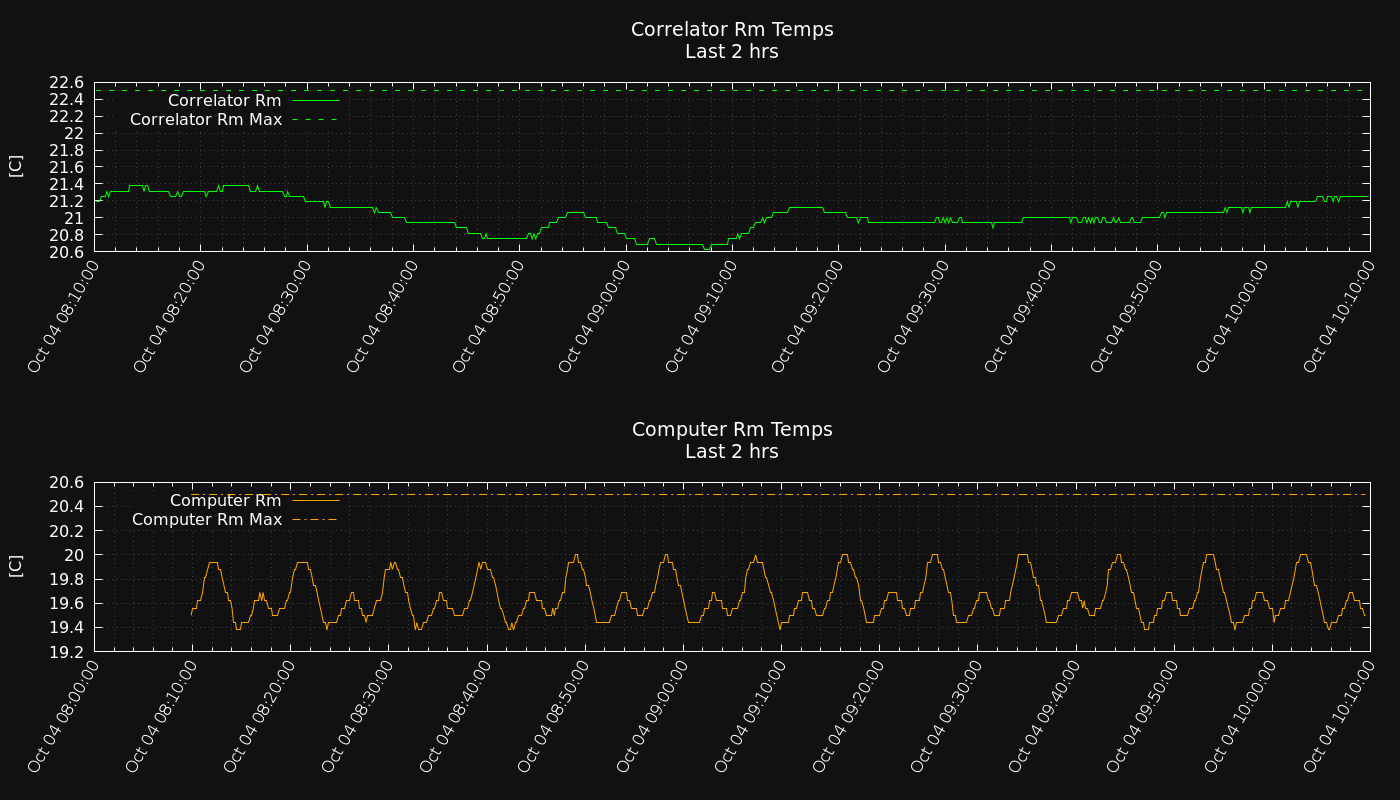 Correlator Rm Temps
Last 2 hrs
22.6
22.4
22.2
22
21.8
21.6
21.4
21.2
21
20.8
20.6
[C]
Correlator Rm
Correlator Rm Max
Oct 04 08:10:00
Oct 04 08:20:00
Oct 04 08:30:00
Oct 04 08:40:00
Oct 04 08:50:00
Oct 04 09:00:00
Oct 04 09:10:00
Oct 04 09:20:00
Oct 04 09:30:00
Oct 04 09:40:00
Oct 04 09:50:00
Oct 04 10:00:00
Oct 04 10:10:00
Computer Rm Temps
Last 2 hrs
20.6
20.4
20.2
20
19.8
19.6
19.4
19.2
[C]
Computer Rm
Computer Rm Max
Oct 04 08:00:00
Oct 04 08:10:00
Oct 04 08:20:00
Oct 04 08:30:00
Oct 04 08:40:00
Oct 04 08:50:00
Oct 04 09:00:00
Oct 04 09:10:00
Oct 04 09:20:00
Oct 04 09:30:00
Oct 04 09:40:00
Oct 04 09:50:00
Oct 04 10:00:00
Oct 04 10:10:00